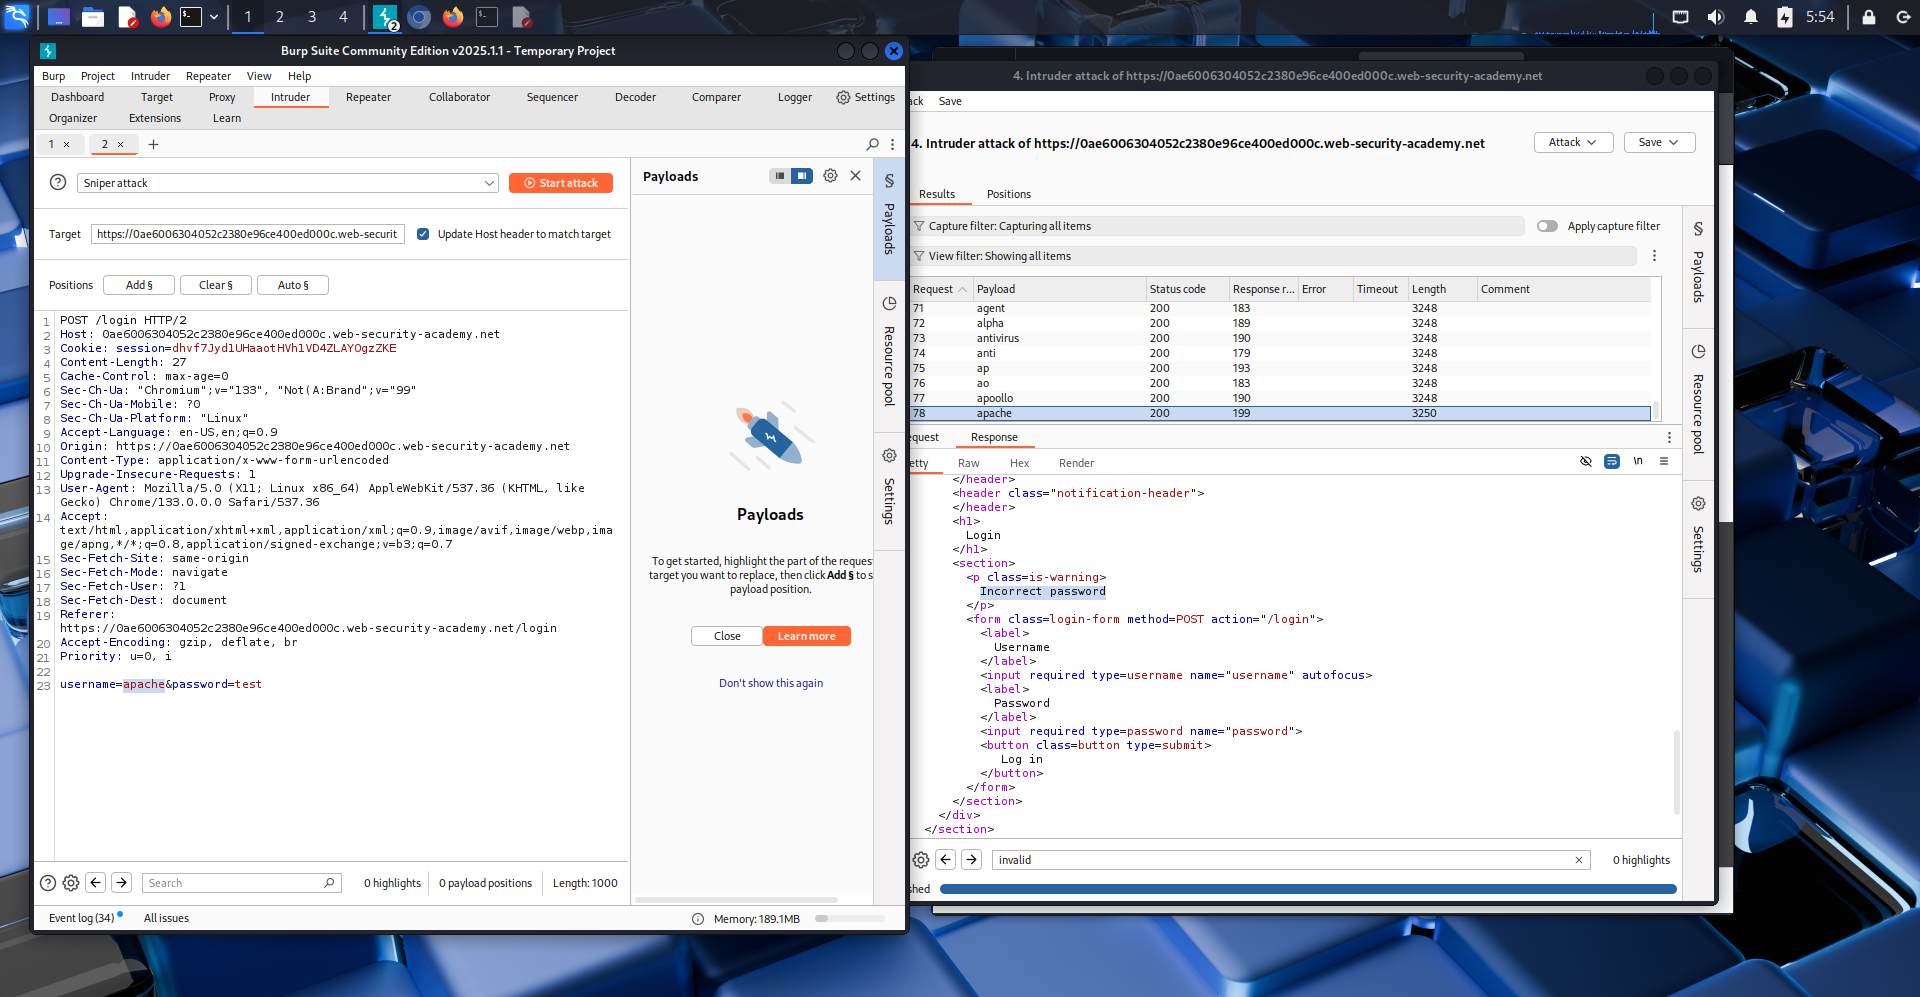 1 2 3 4
2
5:54
Burp Suite Community Edition v2025.1.1 - Temporary Project
Burp Project Intruder Repeater View Help
Dashboard Target Proxy Intruder Repeater Collaborator Sequencer Decoder Comparer Logger Settings
Organizer Extensions Learn
1 × 2 × +
Sniper attack
Start attack
Target https://0ae6006304052c2380e96ce400ed000c.web-securit Update Host header to match target
Positions Add § Clear § Auto §
1 POST /login HTTP/2
2 Host: 0ae6006304052c2380e96ce400ed000c.web-security-academy.net
3 Cookie: session=dhvf7Jyd1UHaaotHVh1VD4ZLAYOgzZKE
4 Content-Length: 27
5 Cache-Control: max-age=0
6 Sec-Ch-Ua: "Chromium";v="133", "Not(A:Brand";v="99"
7 Sec-Ch-Ua-Mobile: ?0
8 Sec-Ch-Ua-Platform: "Linux"
9 Accept-Language: en-US,en;q=0.9
10 Origin: https://0ae6006304052c2380e96ce400ed000c.web-security-academy.net
11 Content-Type: application/x-www-form-urlencoded
12 Upgrade-Insecure-Requests: 1
13 User-Agent: Mozilla/5.0 (X11; Linux x86_64) AppleWebKit/537.36 (KHTML, like
Gecko) Chrome/133.0.0.0 Safari/537.36
14 Accept:
text/html,application/xhtml+xml,application/xml;q=0.9,image/avif,image/webp,ima
ge/apng,*/*;q=0.8,application/signed-exchange;v=b3;q=0.7
15 Sec-Fetch-Site: same-origin
16 Sec-Fetch-Mode: navigate
17 Sec-Fetch-User: ?1
18 Sec-Fetch-Dest: document
19 Referer:
https://0ae6006304052c2380e96ce400ed000c.web-security-academy.net/login
20 Accept-Encoding: gzip, deflate, br
21 Priority: u=0, i
22
23 username=apache&password=test
Search
0 highlights 0 payload positions Length: 1000
Event log (34) All issues
Memory: 189.1MB
Payloads
Payloads
To get started, highlight the part of the reques
target you want to replace, then click Add § to s
payload position.
Close Learn more
Don't show this again
Payloads
Resource pool
Settings
4. Intruder attack of https://0ae6006304052c2380e96ce400ed000c.web-security-academy.net
ack Save
4. Intruder attack of https://0ae6006304052c2380e96ce400ed000c.web-security-academy.net
Attack Save
Results Positions
Capture filter: Capturing all items
Apply capture filter
View filter: Showing all items
Request Payload Status code Response r... Error Timeout Length Comment
71 agent 200 183 3248
72 alpha 200 189 3248
73 antivirus 200 190 3248
74 anti 200 179 3248
75 ap 200 193 3248
76 ao 200 183 3248
77 apoollo 200 190 3248
78 apache 200 199 3250
equest Response
etty Raw Hex Render
\n
</header>
<header class="notification-header">
</header>
<h1>
Login
</h1>
<section>
<p class=is-warning>
Incorrect password
</p>
<form class=login-form method=POST action="/login">
<label>
Username
</label>
<input required type=username name="username" autofocus>
<label>
Password
</label>
<input required type=password name="password">
<button class=button type=submit>
Log in
</button>
</form>
</section>
</div>
</section>
invalid
0 highlights
shed
Payloads
Resource pool
Settings